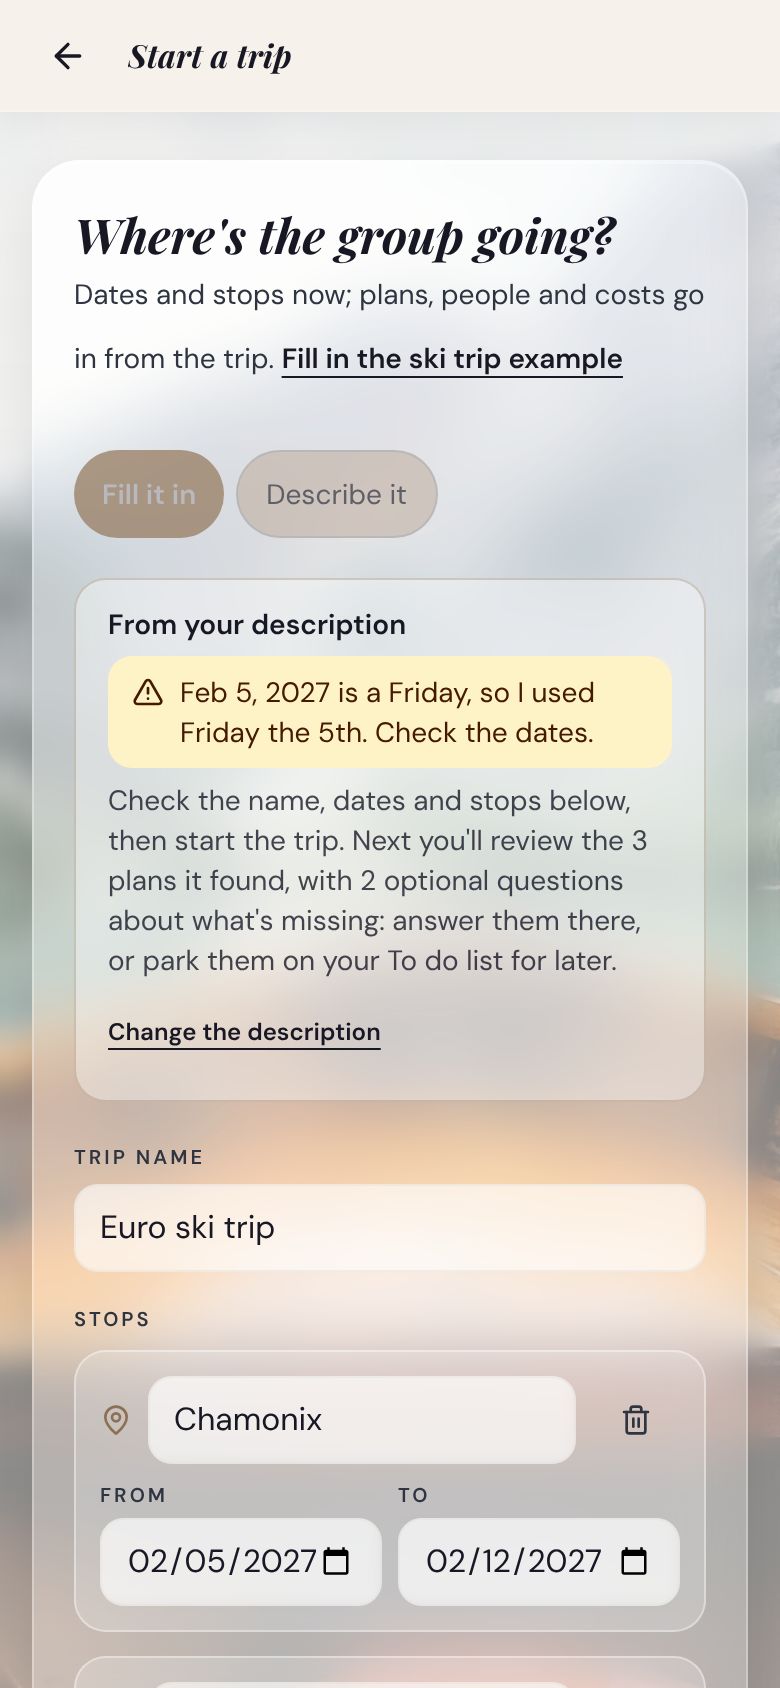 Start a trip
Where's the group going?
Dates and stops now; plans, people and costs go
in from the trip. Fill in the ski trip example
Fill it in
Describe it
From your description
Feb 5, 2027 is a Friday, so I used
Friday the 5th. Check the dates.
Check the name, dates and stops below,
then start the trip. Next you'll review the 3
plans it found, with 2 optional questions
about what's missing: answer them there,
or park them on your To do list for later.
Change the description
TRIP NAME
Euro ski trip
STOPS
Chamonix
FROM
TO
02/05/2027
02/12/2027